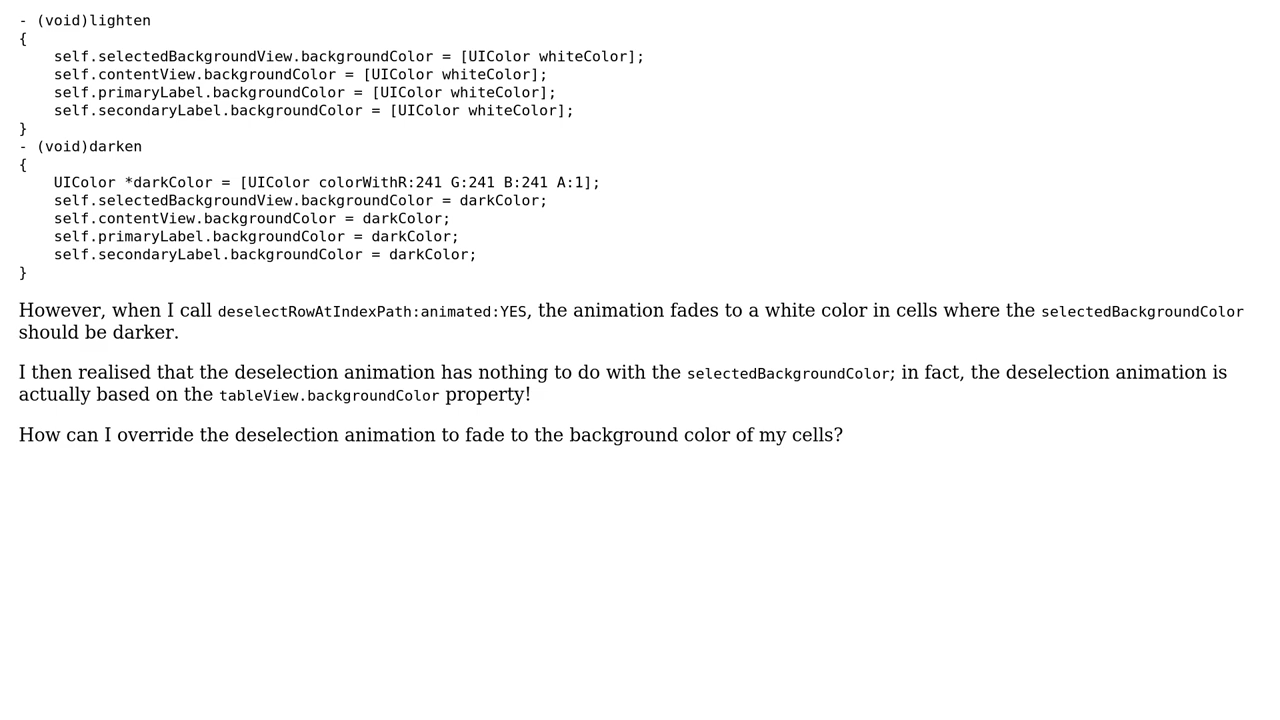 - (void)lighten
{
    self.selectedBackgroundView.backgroundColor = [UIColor whiteColor];
    self.contentView.backgroundColor = [UIColor whiteColor];
    self.primaryLabel.backgroundColor = [UIColor whiteColor];
    self.secondaryLabel.backgroundColor = [UIColor whiteColor];
}
- (void)darken
{
    UIColor *darkColor = [UIColor colorWithR:241 G:241 B:241 A:1];
    self.selectedBackgroundView.backgroundColor = darkColor;
    self.contentView.backgroundColor = darkColor;
    self.primaryLabel.backgroundColor = darkColor;
    self.secondaryLabel.backgroundColor = darkColor;
}
However, when I call deselectRowAtIndexPath:animated:YES, the animation fades to a white color in cells where the selectedBackgroundColor
should be darker.
I then realised that the deselection animation has nothing to do with the selectedBackgroundColor; in fact, the deselection animation is
actually based on the tableView.backgroundColor property!
How can I override the deselection animation to fade to the background color of my cells?